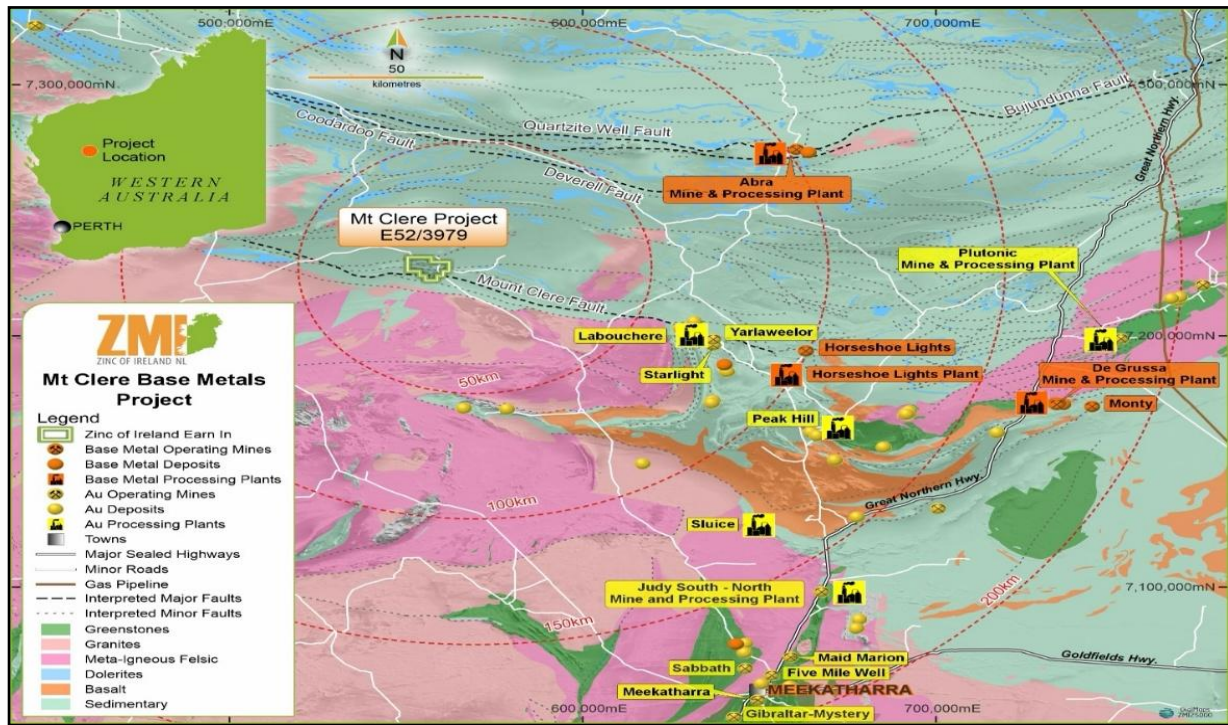 500,000mE
600,000mE
700,000mE
7,300,000mN
7,300,000mN
N
50
kilometres
Project
Location
WESTERN
AUSTRALIA
PERTH
Coodardoo Fault
Quartzite Well Fault
Bujundunna Fault
Great Northern Hwy.
Deverell Fault
Abra
Mine & Processing Plant
Mt Clere Project
E52/3979
Mount Clere Fault
Plutonic
Mine & Processing Plant
7,200,000mN
Labouchere
Yarlaweelor
Starlight
Horseshoe Lights
Horseshoe Lights Plant
De Grussa
Mine & Processing Plant
Monty
Peak Hill
50km
100km
150km
200km
Great Northern Hwy.
Sluice
Judy South - North
Mine and Processing Plant
7,100,000mN
Sabbath
Maid Marion
Five Mile Well
Goldfields Hwy.
Meekatharra
MEEKATHARRA
Gibraltar-Mystery
600,000mE
700,000mE
ZMI
ZINC OF IRELAND NL
Mt Clere Base Metals
Project
Legend
Zinc of Ireland Earn In
Base Metal Operating Mines
Base Metal Deposits
Base Metal Processing Plants
Au Operating Mines
Au Deposits
Au Processing Plants
Towns
Major Sealed Highways
Minor Roads
Gas Pipeline
Interpreted Major Faults
Interpreted Minor Faults
Greenstones
Granites
Meta-Igneous Felsic
Dolerites
Basalt
Sedimentary